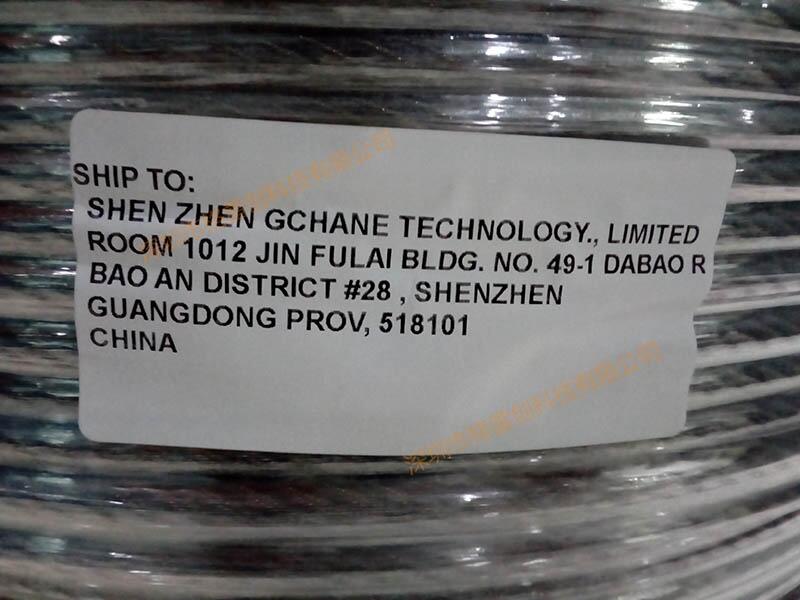 SHIP TO:
SHEN ZHEN GCHANE TECHNOLOGY., LIMITED
ROOM 1012 JIN FULAI BLDG. NO. 49-1 DABAO R
BAO AN DISTRICT #28 , SHENZHEN
GUANGDONG PROV, 518101
CHINA